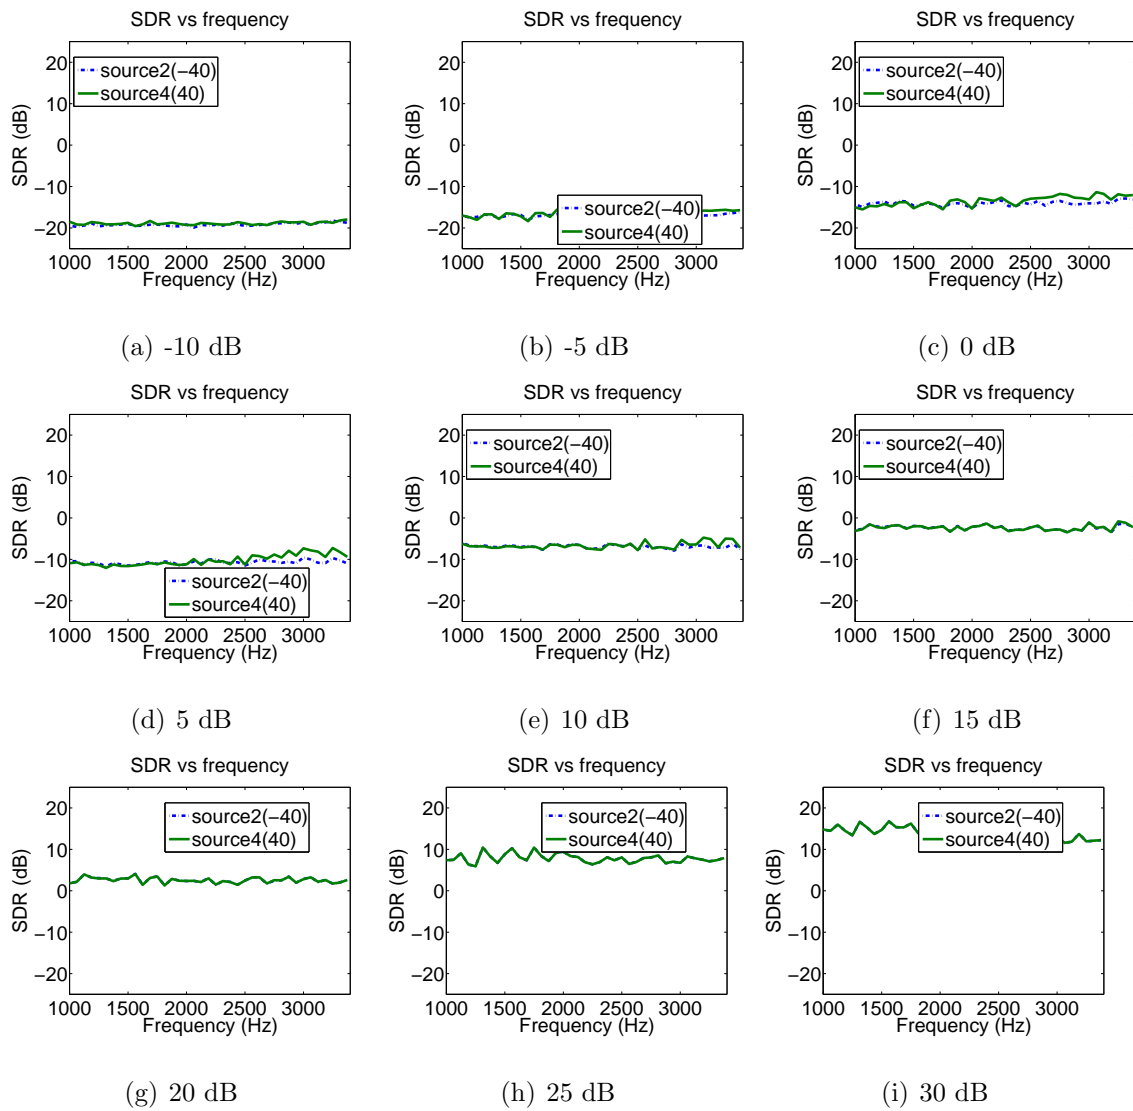 SDR vs frequency
SDR (dB)
20
10
0
−10
−20
source2(−40)
source4(40)
1000 1500 2000 2500 3000
Frequency (Hz)
(a) -10 dB
SDR vs frequency
SDR (dB)
20
10
0
−10
−20
source2(−40)
source4(40)
1000 1500 2000 2500 3000
Frequency (Hz)
(b) -5 dB
SDR vs frequency
SDR (dB)
20
10
0
−10
−20
source2(−40)
source4(40)
1000 1500 2000 2500 3000
Frequency (Hz)
(c) 0 dB
SDR vs frequency
SDR (dB)
20
10
0
−10
−20
source2(−40)
source4(40)
1000 1500 2000 2500 3000
Frequency (Hz)
(d) 5 dB
SDR vs frequency
SDR (dB)
20
10
0
−10
−20
source2(−40)
source4(40)
1000 1500 2000 2500 3000
Frequency (Hz)
(e) 10 dB
SDR vs frequency
SDR (dB)
20
10
0
−10
−20
source2(−40)
source4(40)
1000 1500 2000 2500 3000
Frequency (Hz)
(f) 15 dB
SDR vs frequency
SDR (dB)
20
10
0
−10
−20
source2(−40)
source4(40)
1000 1500 2000 2500 3000
Frequency (Hz)
(g) 20 dB
SDR vs frequency
SDR (dB)
20
10
0
−10
−20
source2(−40)
source4(40)
1000 1500 2000 2500 3000
Frequency (Hz)
(h) 25 dB
SDR vs frequency
SDR (dB)
20
10
0
−10
−20
source2(−40)
source4(40)
1000 1500 2000 2500 3000
Frequency (Hz)
(i) 30 dB